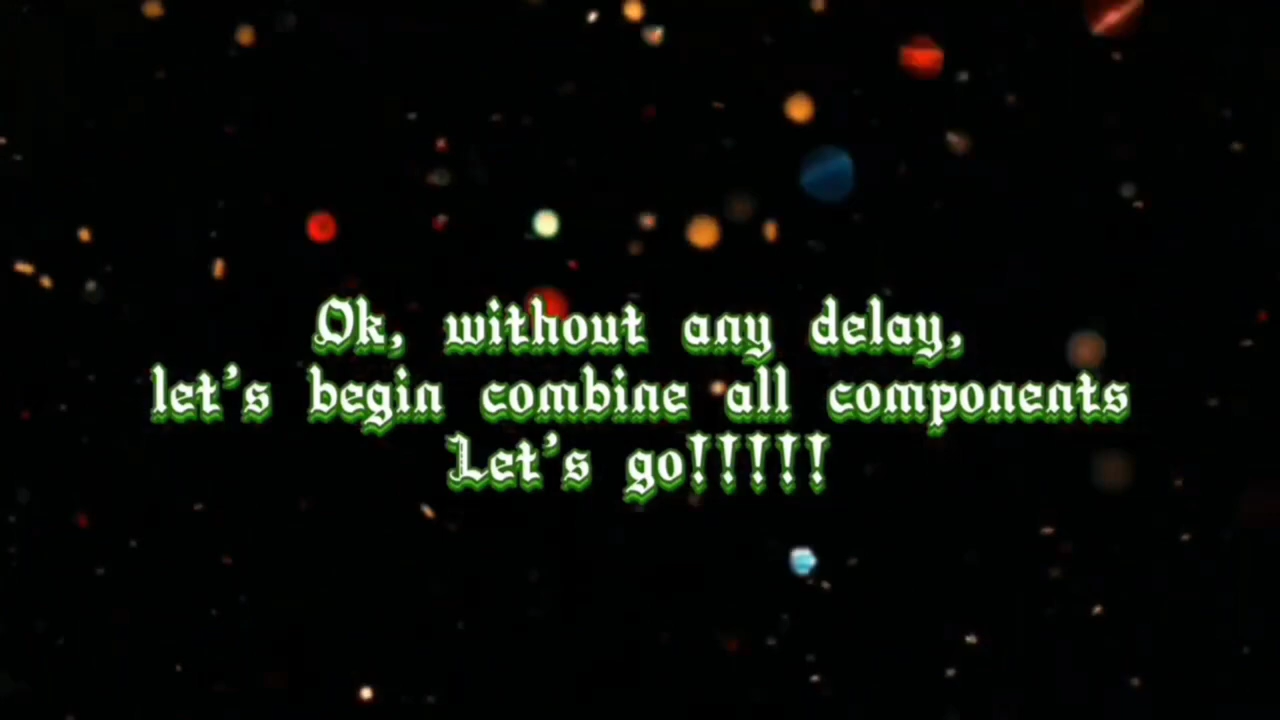 Ok, without any delay,
let's begin combine all components
Let's go!!!!!